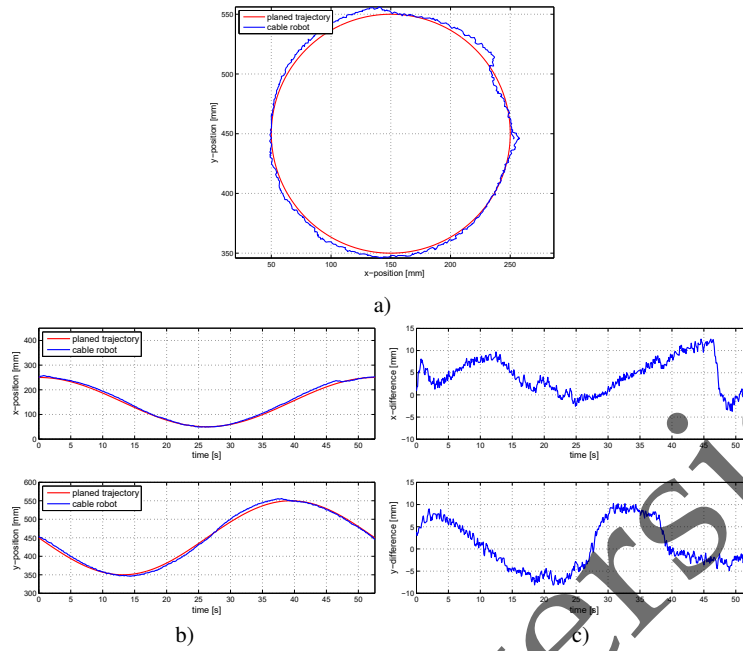 planed trajectory
cable robot
550
500
450
400
350
50 100 150 200 250
y-position [mm]
x-position [mm]
a)
planed trajectory
cable robot
400
300
200
100
0
0 5 10 15 20 25 30 35 40 45 50
x-position [mm]
time [s]
15
10
5
0
−5
−10
0 5 10 15 20 25 30 35 40 45 50
x-difference [mm]
time [s]
planed trajectory
cable robot
600
550
500
450
400
350
300
0 5 10 15 20 25 30 35 40 45 50
y-position [mm]
time [s]
15
10
5
0
−5
−10
0 5 10 15 20 25 30 35 40 45 50
y-difference [mm]
time [s]
b)
c)